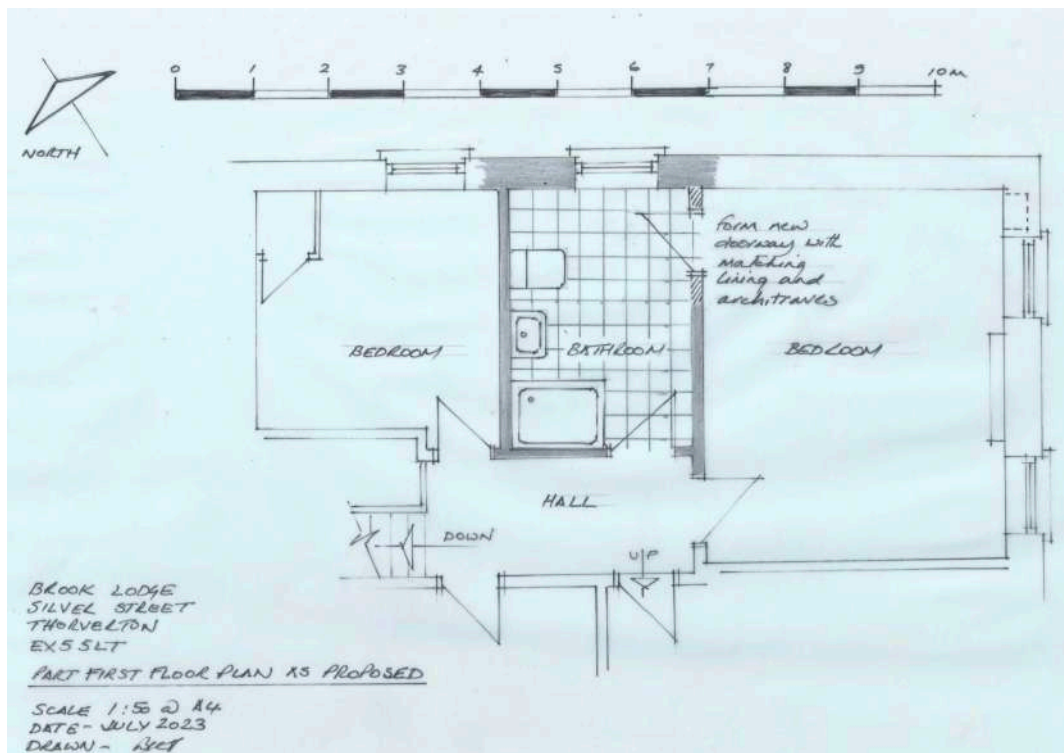 0 1 2 3 4 5 6 7 8 9 10M
NORTH
form new
doorway with
matching
lining and
architraves
BEDROOM
BATHROOM
BEDROOM
HALL
DOWN
UP
BROOK LODGE
SILVER STREET
THORVERTON
EX5 5LT
PART FIRST FLOOR PLAN AS PROPOSED
SCALE 1:50 @ A4
DATE - JULY 2023
DRAWN -